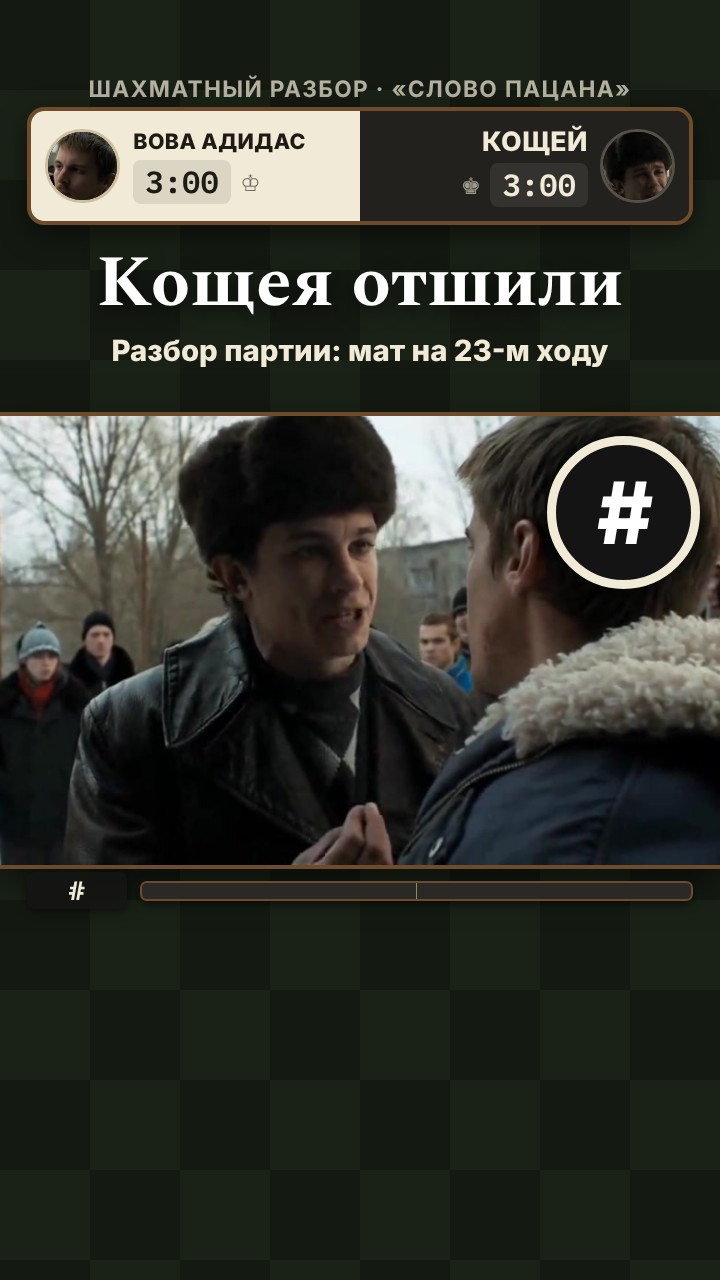 ШАХМАТНЫЙ РАЗБОР · «СЛОВО ПАЦАНА»
ВОВА АДИДАС
3:00 ♔
КОЩЕЙ
♚ 3:00
Кощея отшили
Разбор партии: мат на 23-м ходу
#
#